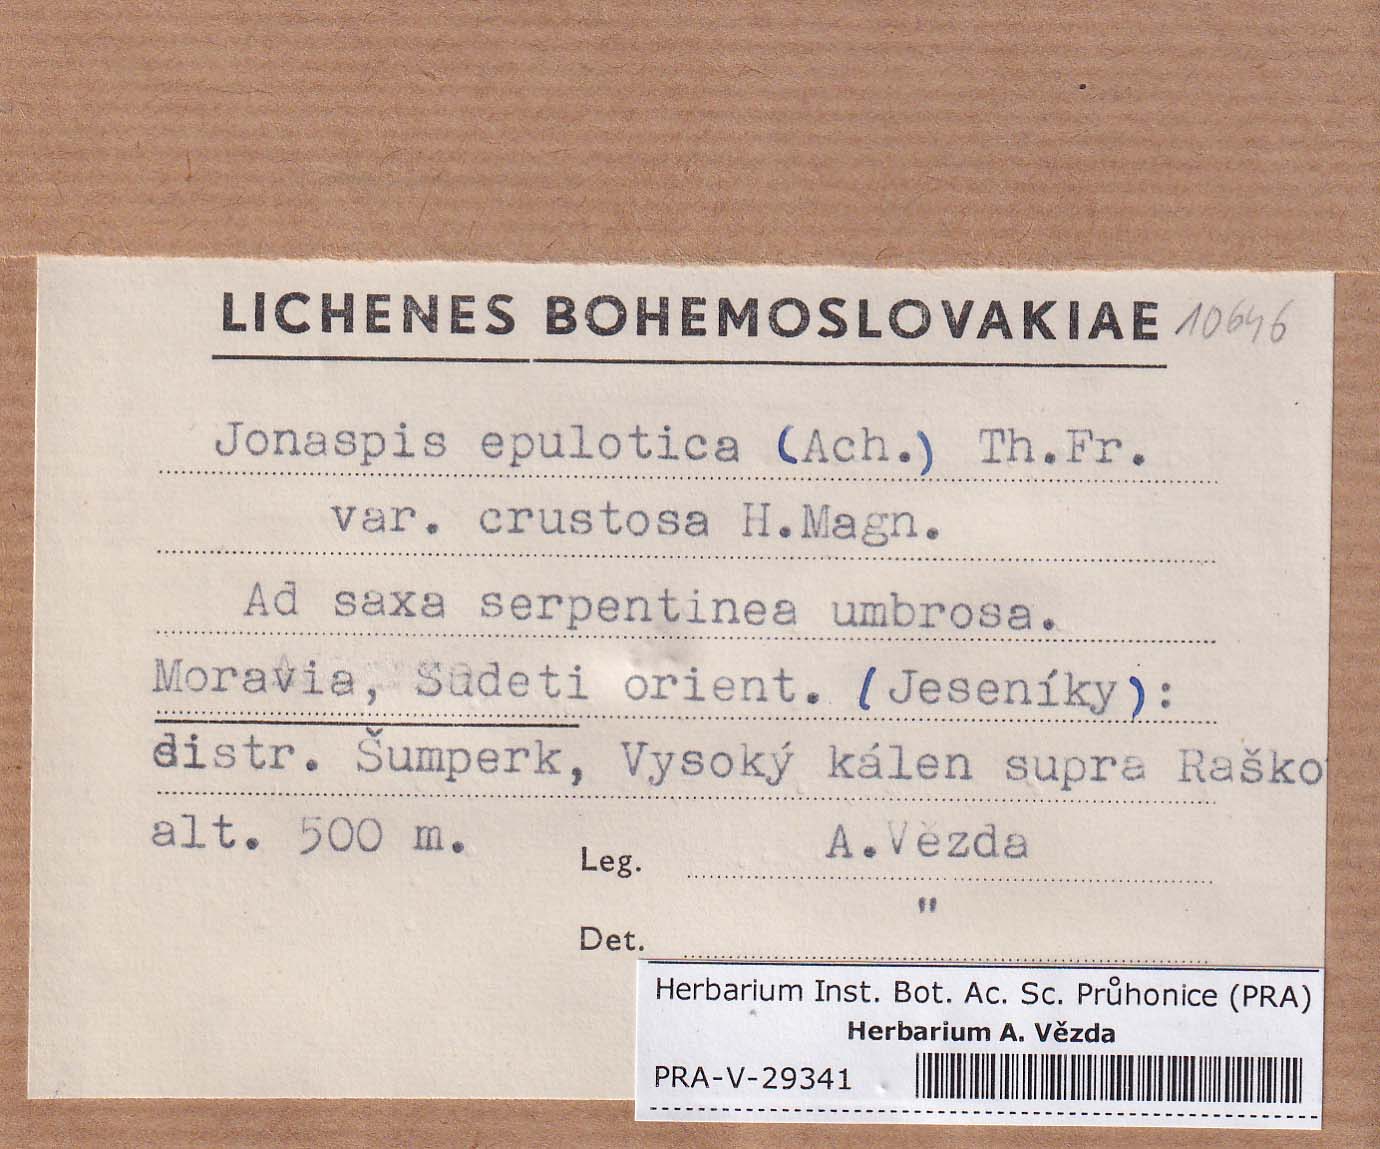 LICHENES BOHEMOSLOVAKIAE 10646
Jonaspis epulotica (Ach.) Th.Fr.
var. crustosa H.Magn.
Ad saxa serpentinea umbrosa.
Moravia, Sudeti orient. (Jeseníky):
distr. Šumperk, Vysoký kálen supra Raško
alt. 500 m.
Leg. A.Vězda
Det. "
Herbarium Inst. Bot. Ac. Sc. Průhonice (PRA)
Herbarium A. Vězda
PRA-V-29341